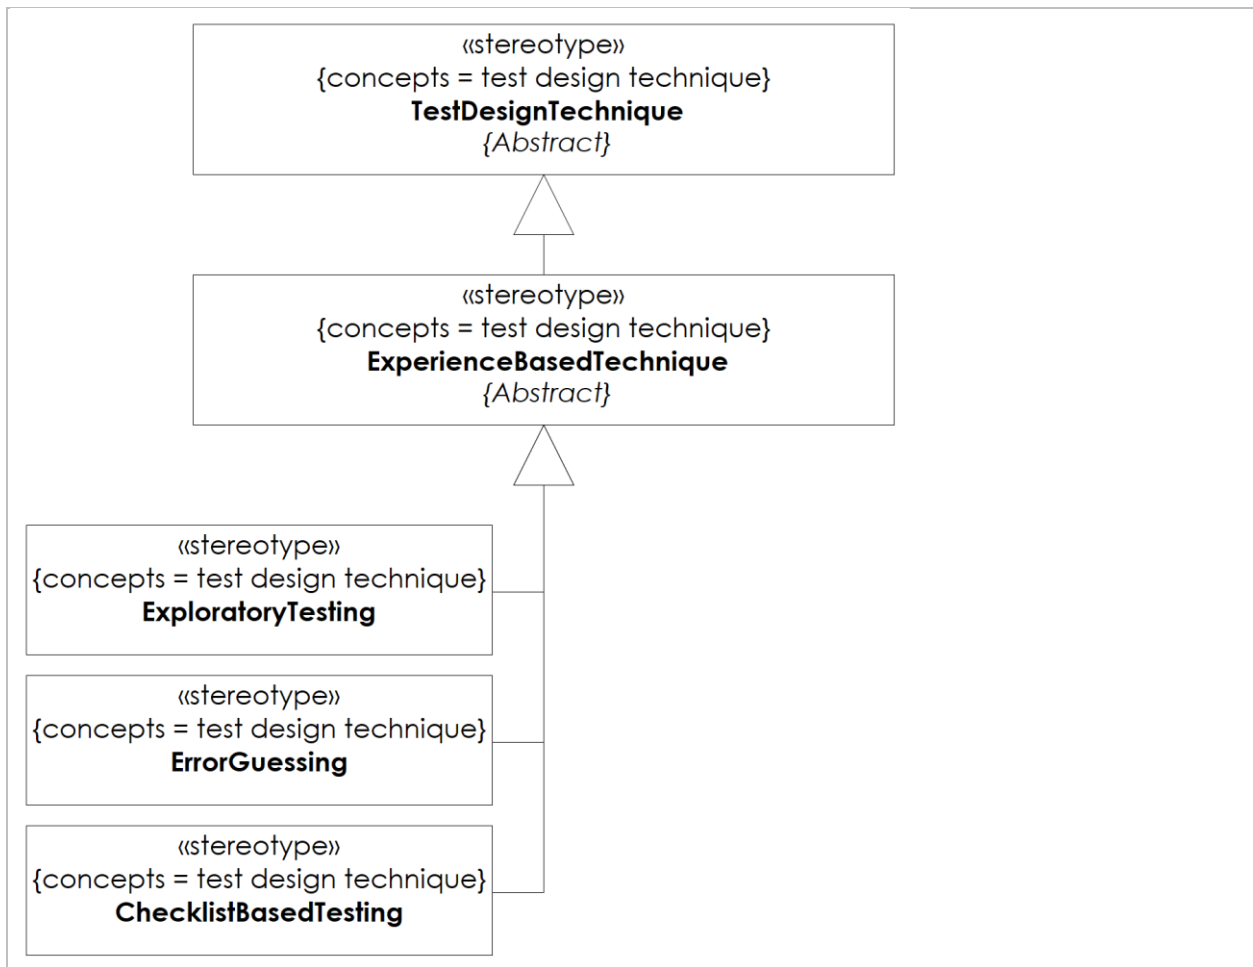 «stereotype»
{concepts = test design technique}
TestDesignTechnique
{Abstract}
«stereotype»
{concepts = test design technique}
ExperienceBasedTechnique
{Abstract}
«stereotype»
{concepts = test design technique}
ExploratoryTesting
«stereotype»
{concepts = test design technique}
ErrorGuessing
«stereotype»
{concepts = test design technique}
ChecklistBasedTesting